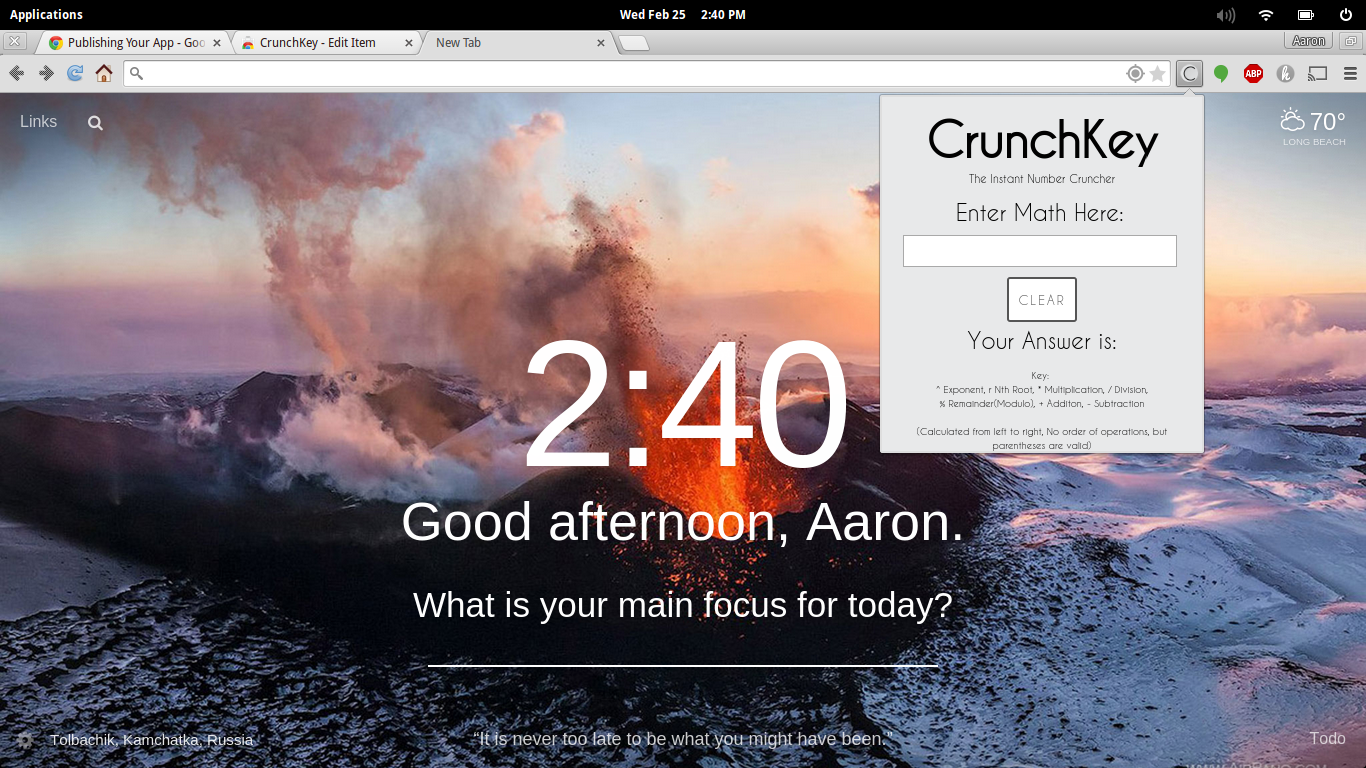 Applications
Wed Feb 25 2:40 PM
Publishing Your App - Goo
CrunchKey - Edit Item
New Tab
Aaron
ABP
Links
70°
LONG BEACH
CrunchKey
The Instant Number Cruncher
Enter Math Here:
CLEAR
Your Answer is:
Key:
^ Exponent, r Nth Root, * Multiplication, / Division,
% Remainder(Modulo), + Additon, - Subtraction
(Calculated from left to right, No order of operations, but
parentheses are valid)
2:40
Good afternoon, Aaron.
What is your main focus for today?
Tolbachik, Kamchatka, Russia
“It is never too late to be what you might have been.”
Todo